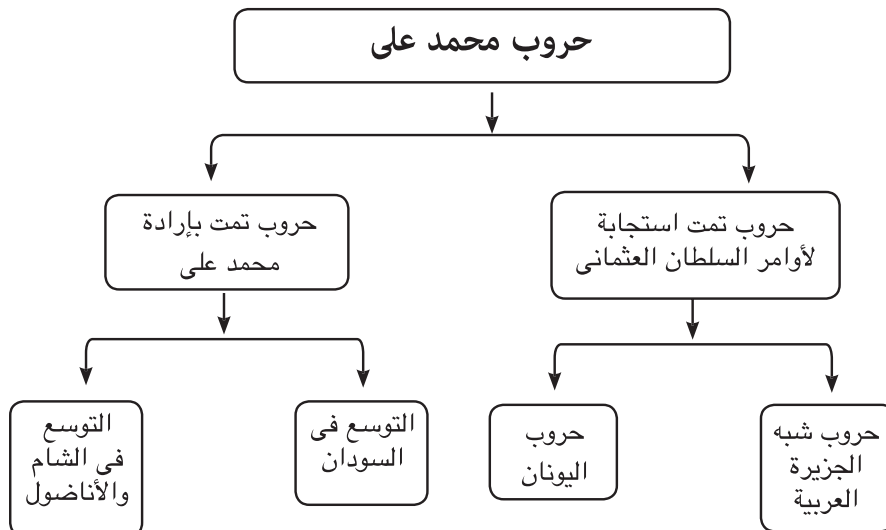 حروب محمد على
حروب تمت استجابة
لأوامر السلطان العثمانى
حروب تمت بإرادة
محمد على
حروب شبه
الجزيرة
العربية
حروب
اليونان
التوسع فى
السودان
التوسع
فى الشام
والأناضول